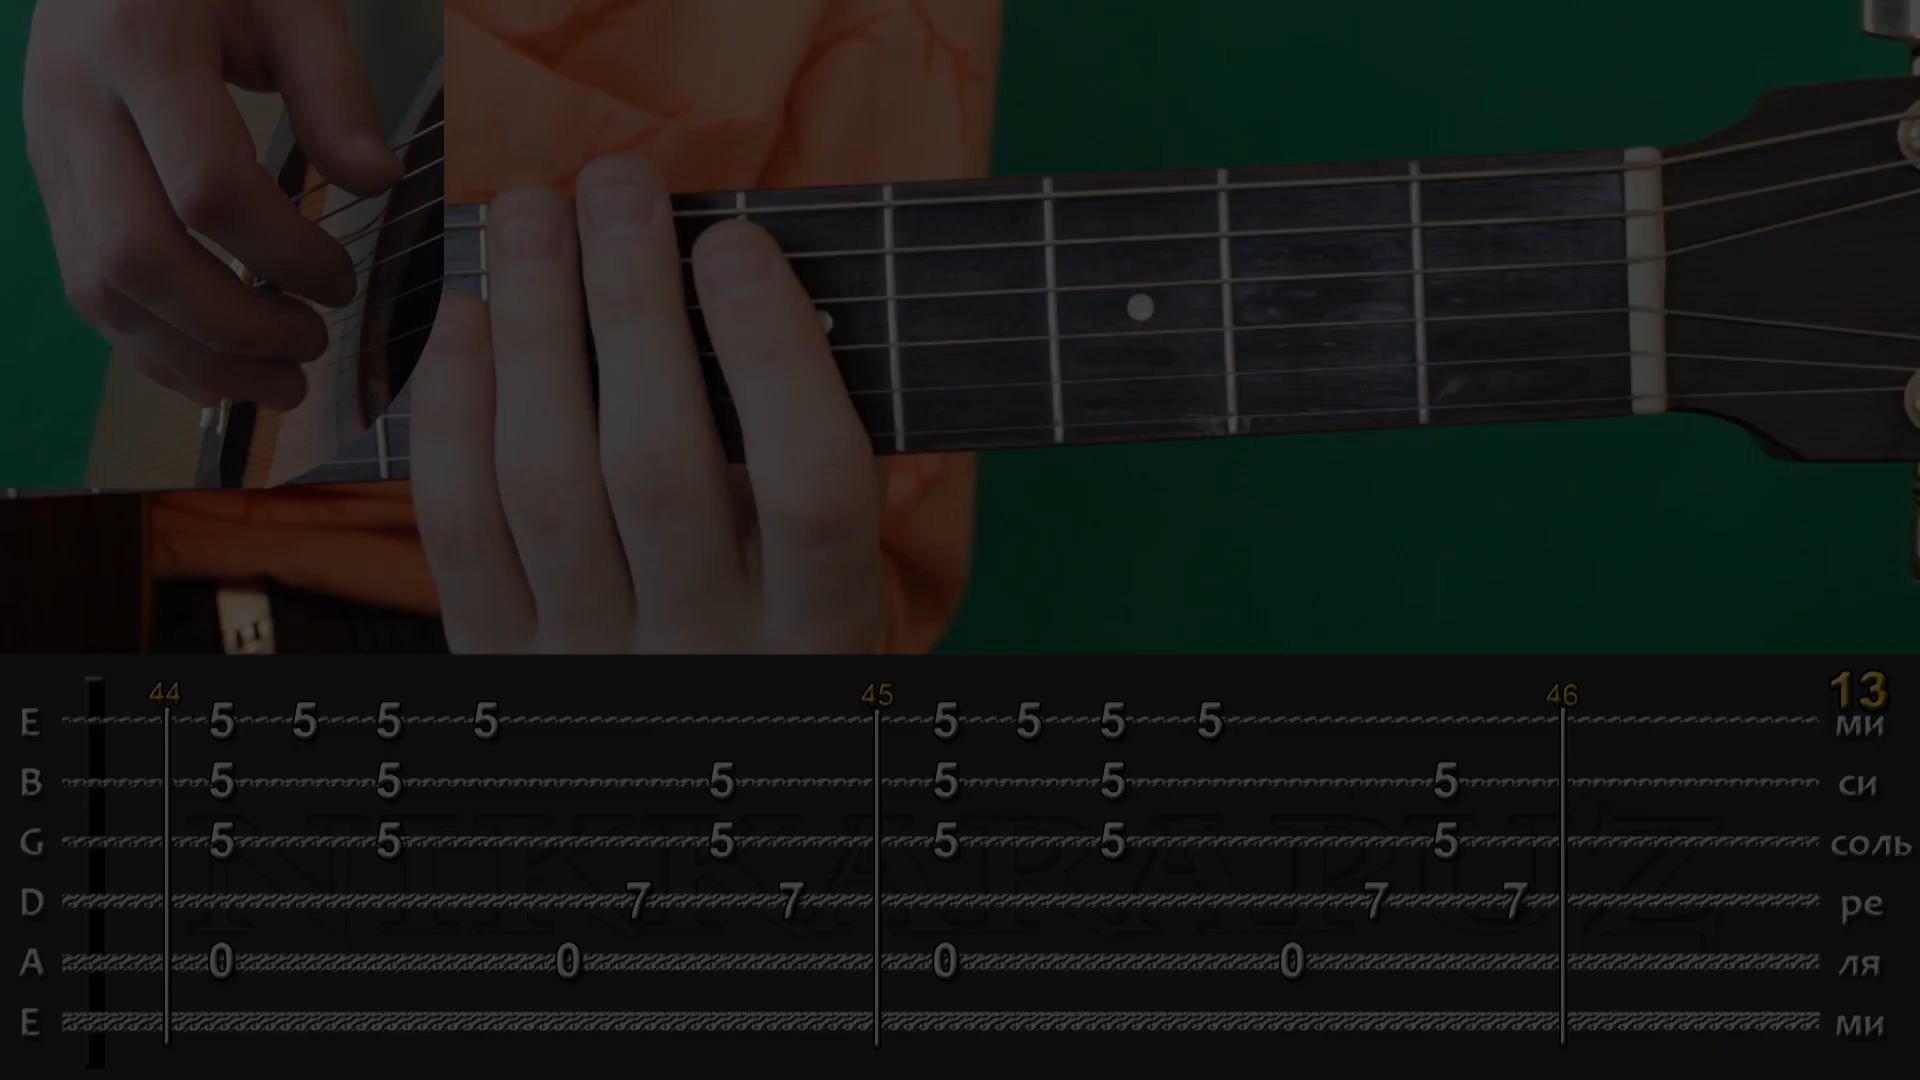 44 45 46 13
E 5 5 5 5 5 5 5 5 ми
B 5 5 5 5 5 5 си
G 5 5 5 5 5 5 соль
D 7 7 7 7 ре
A 0 0 0 0 ля
E ми
NIKKARAPUZ